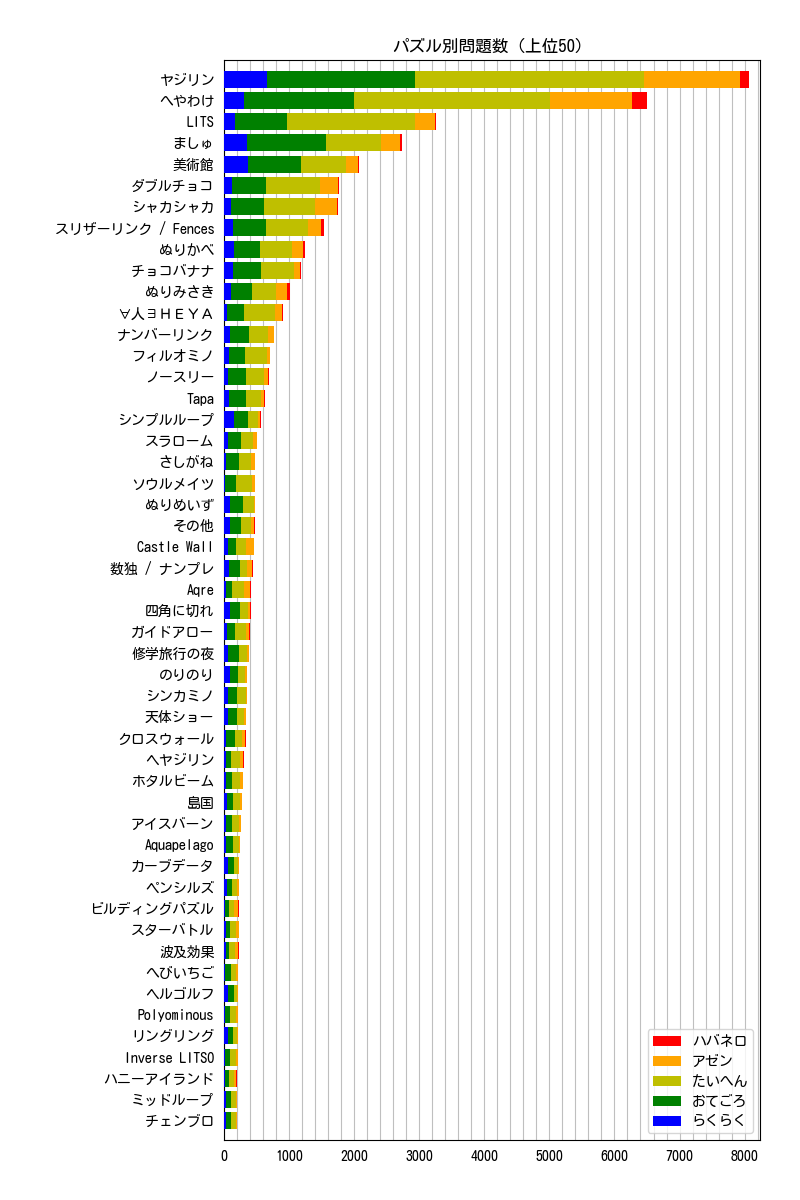 パズル別問題数 (上位50)
ヤジリン
へやわけ
LITS
ましゅ
美術館
ダブルチョコ
シャカシャカ
スリザーリンク / Fences
ぬりかべ
チョコバナナ
ぬりみさき
∀人∃ＨＥＹＡ
ナンバーリンク
フィルオミノ
ノースリー
Tapa
シンプルループ
スラローム
さしがね
ソウルメイツ
ぬりめいず
その他
Castle Wall
数独 / ナンプレ
Aqre
四角に切れ
ガイドアロー
修学旅行の夜
のりのり
シンカミノ
天体ショー
クロスウォール
ヘヤジリン
ホタルビーム
島国
アイスバーン
Aquapelago
カーブデータ
ペンシルズ
ビルディングパズル
スターバトル
波及効果
へびいちご
ヘルゴルフ
Polyominous
リングリング
Inverse LITSO
ハニーアイランド
ミッドループ
チェンブロ
ハバネロ
アゼン
たいへん
おてごろ
らくらく
0 1000 2000 3000 4000 5000 6000 7000 8000